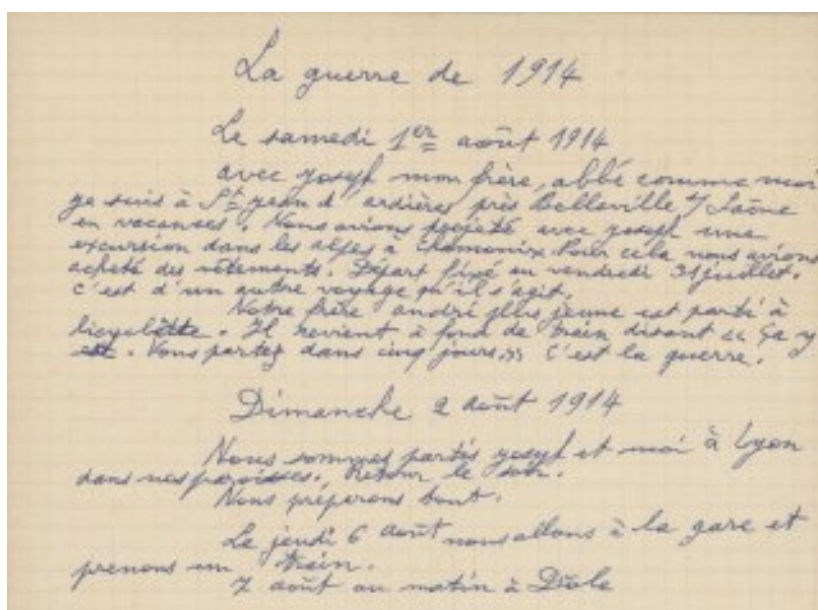 La guerre de 1914
Le samedi 1er août 1914
avec yoseph mon frère, abbé comme moi
ye suis à St yean d'ardières près Belleville s/ Saône
en vacances. Nous avions projeté avec yoseph une
excursion dans les alpes à chamonix. Pour cela nous avions
acheté des vêtements. Départ fixé au vendredi 31 juillet.
C'est d'un autre voyage qu'il s'agit.
Notre frère andré plus jeune est parti à
bicyclette. Il revient à fond de train disant «ça y
est. Vous partez dans cinq jours.» C'est la guerre.
Dimanche 2 août 1914
Nous sommes partis yoseph et moi à Lyon
dans nos paroisses. Retour le soir.
Nous préparons tout.
Le jeudi 6 août nous allons à la gare et
prenons un train.
7 août au matin à Dôle